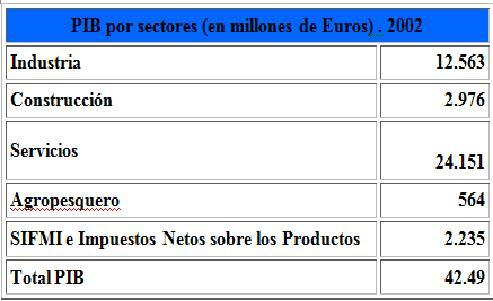 PIB por sectores (en millones de Euros) . 2002
Industria 12.563
Construcción 2.976
Servicios 24.151
Agropesquero 564
SIFMI e Impuestos Netos sobre los Productos 2.235
Total PIB 42.49